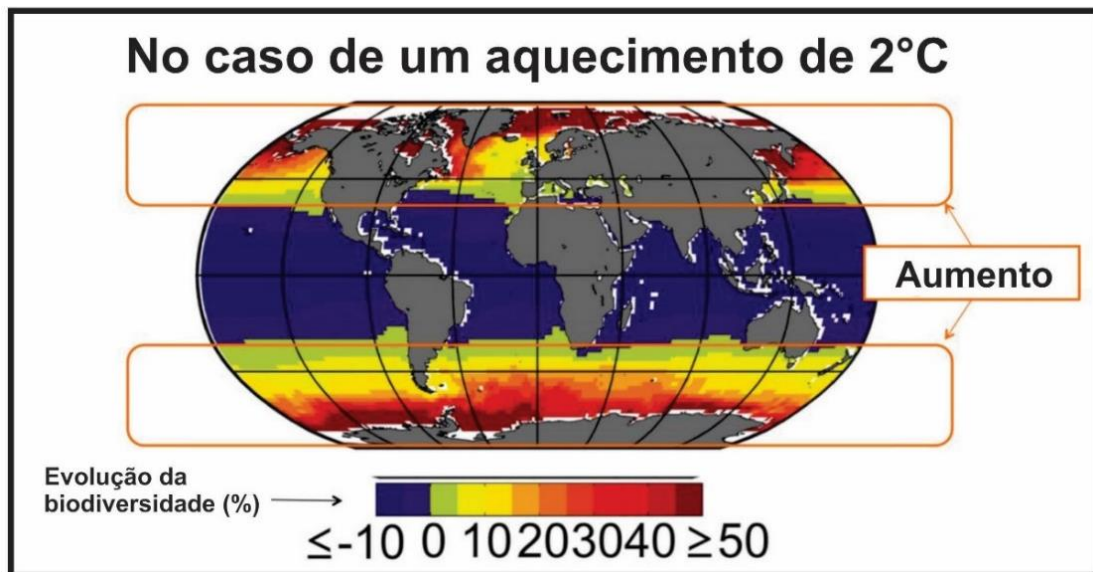 No caso de um aquecimento de 2°C
Aumento
Evolução da
biodiversidade (%)
≤-10 0 10 20 30 40 ≥50